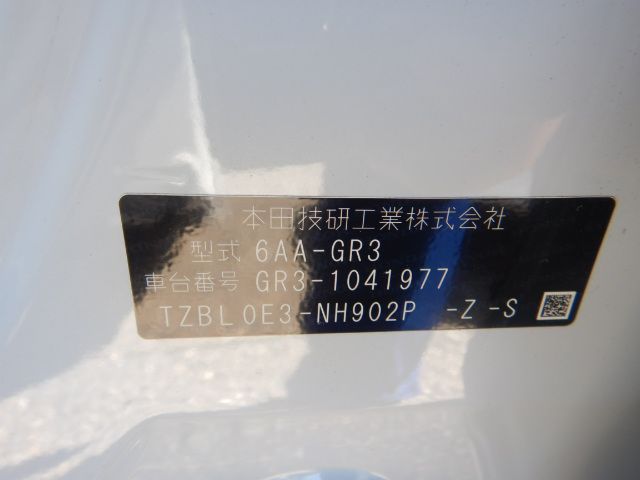 本田技研工業株式会社
型式 6AA-GR3
車台番号 GR3-1041977
TZBL0E3-NH902P -Z -S